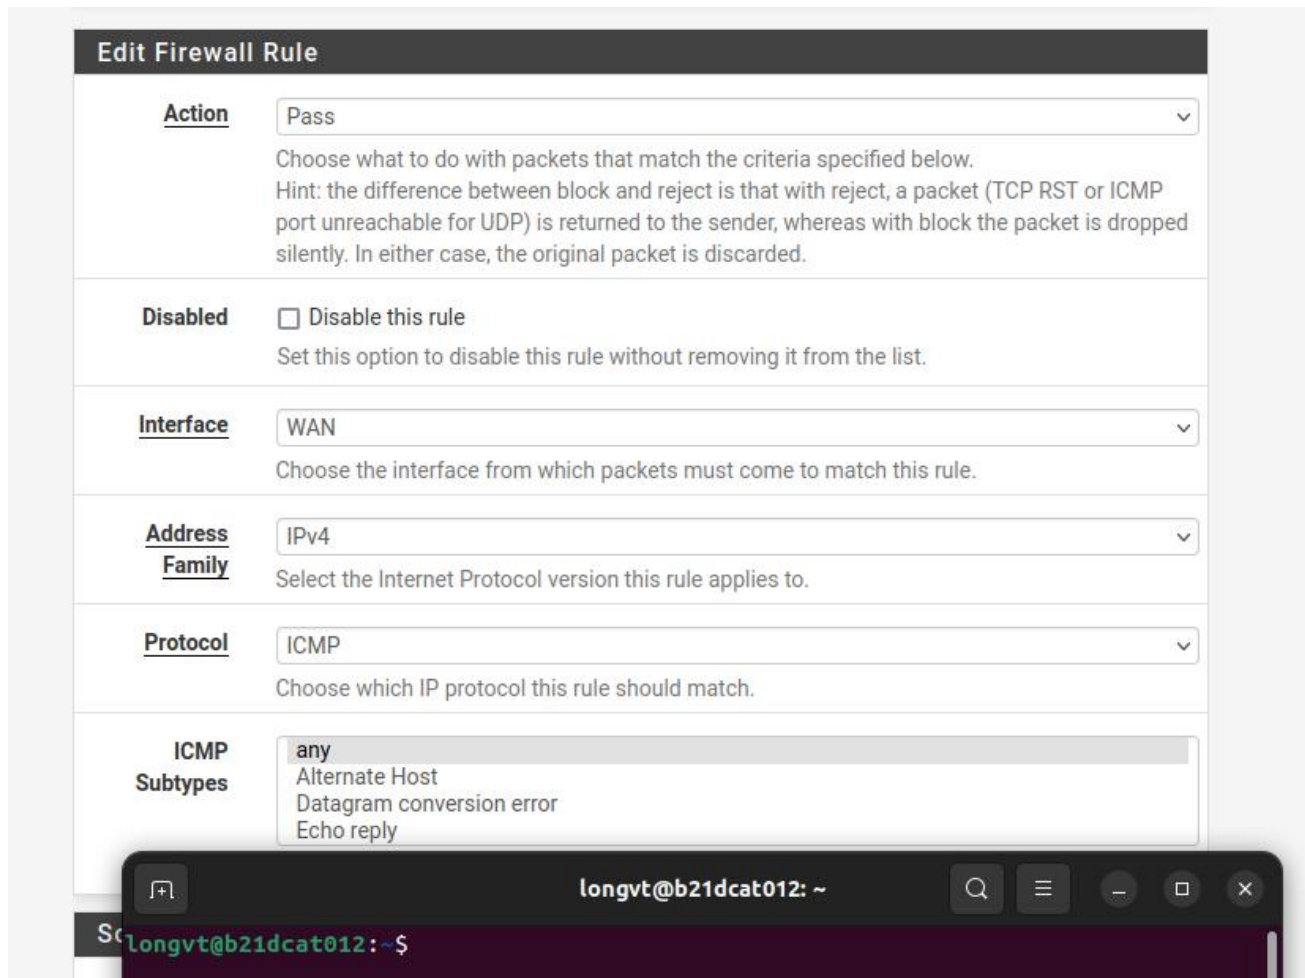 Edit Firewall Rule
Action
Pass
Choose what to do with packets that match the criteria specified below.
Hint: the difference between block and reject is that with reject, a packet (TCP RST or ICMP
port unreachable for UDP) is returned to the sender, whereas with block the packet is dropped
silently. In either case, the original packet is discarded.
Disabled
Disable this rule
Set this option to disable this rule without removing it from the list.
Interface
WAN
Choose the interface from which packets must come to match this rule.
Address
Family
IPv4
Select the Internet Protocol version this rule applies to.
Protocol
ICMP
Choose which IP protocol this rule should match.
ICMP
Subtypes
any
Alternate Host
Datagram conversion error
Echo reply
longvt@b21dcat012: ~
longvt@b21dcat012:~$